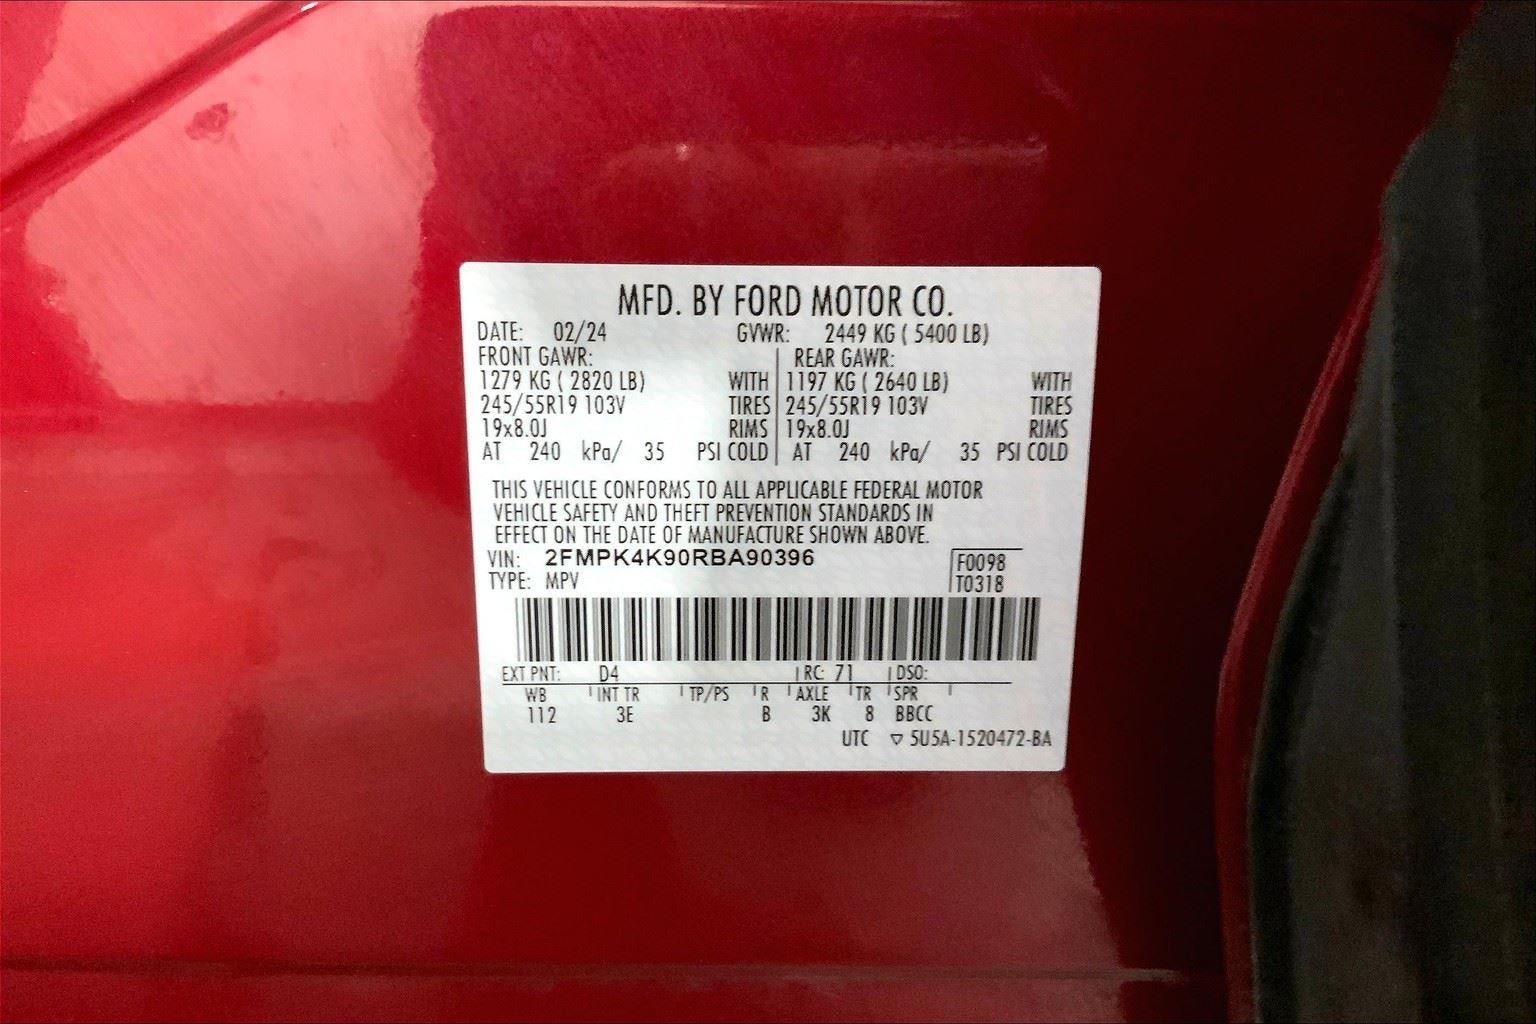 MFD. BY FORD MOTOR CO.
DATE: 02/24 GVWR: 2449 KG ( 5400 LB)
FRONT GAWR: REAR GAWR:
1279 KG ( 2820 LB) WITH 1197 KG ( 2640 LB) WITH
245/55R19 103V TIRES 245/55R19 103V TIRES
19x8.0J RIMS 19x8.0J RIMS
AT 240 kPa/ 35 PSI COLD AT 240 kPa/ 35 PSI COLD
THIS VEHICLE CONFORMS TO ALL APPLICABLE FEDERAL MOTOR
VEHICLE SAFETY AND THEFT PREVENTION STANDARDS IN
EFFECT ON THE DATE OF MANUFACTURE SHOWN ABOVE.
VIN: 2FMPK4K90RBA90396 F0098
TYPE: MPV T0318
EXT PNT: D4 RC: 71 DSO:
WB INT TR TP/PS R AXLE TR SPR
112 3E B 3K 8 BBCC
UTC ▽ 5U5A-1520472-BA